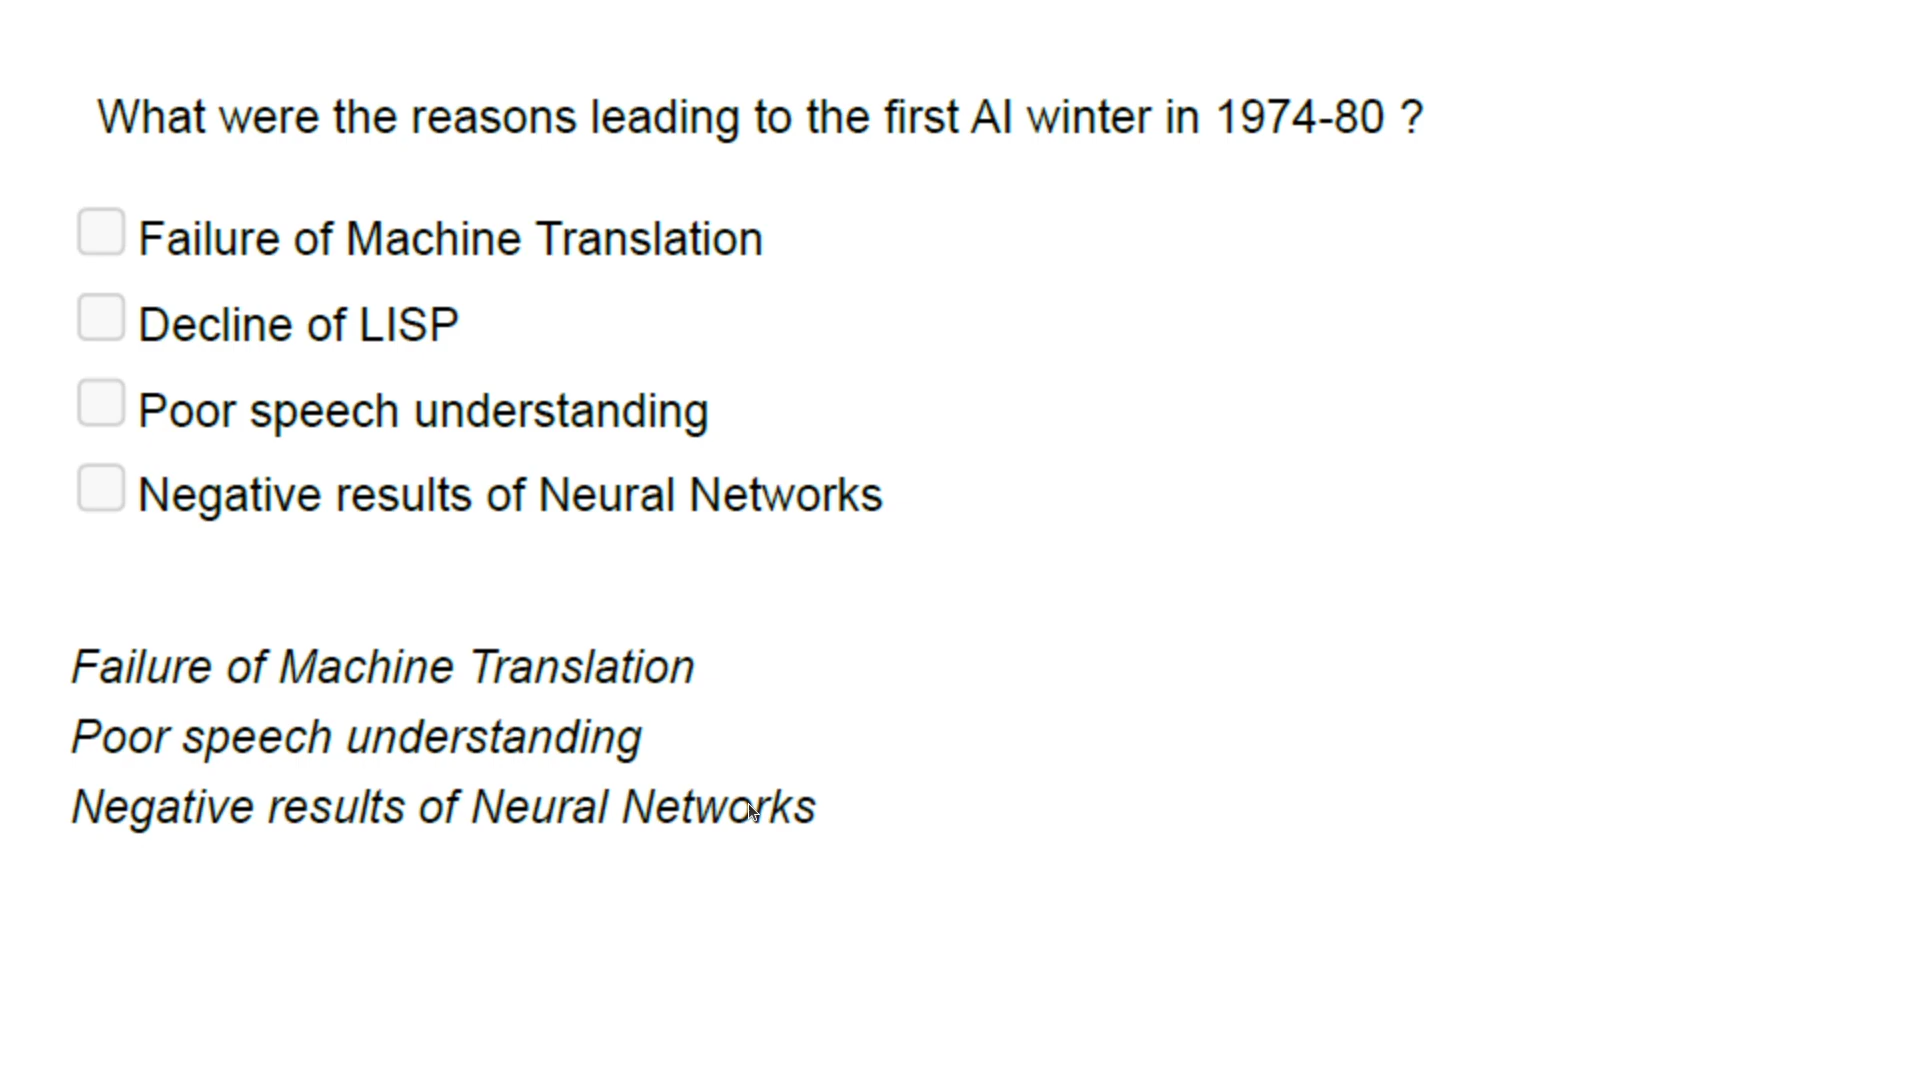 What were the reasons leading to the first AI winter in 1974-80 ?
Failure of Machine Translation
Decline of LISP
Poor speech understanding
Negative results of Neural Networks
Failure of Machine Translation
Poor speech understanding
Negative results of Neural Networks